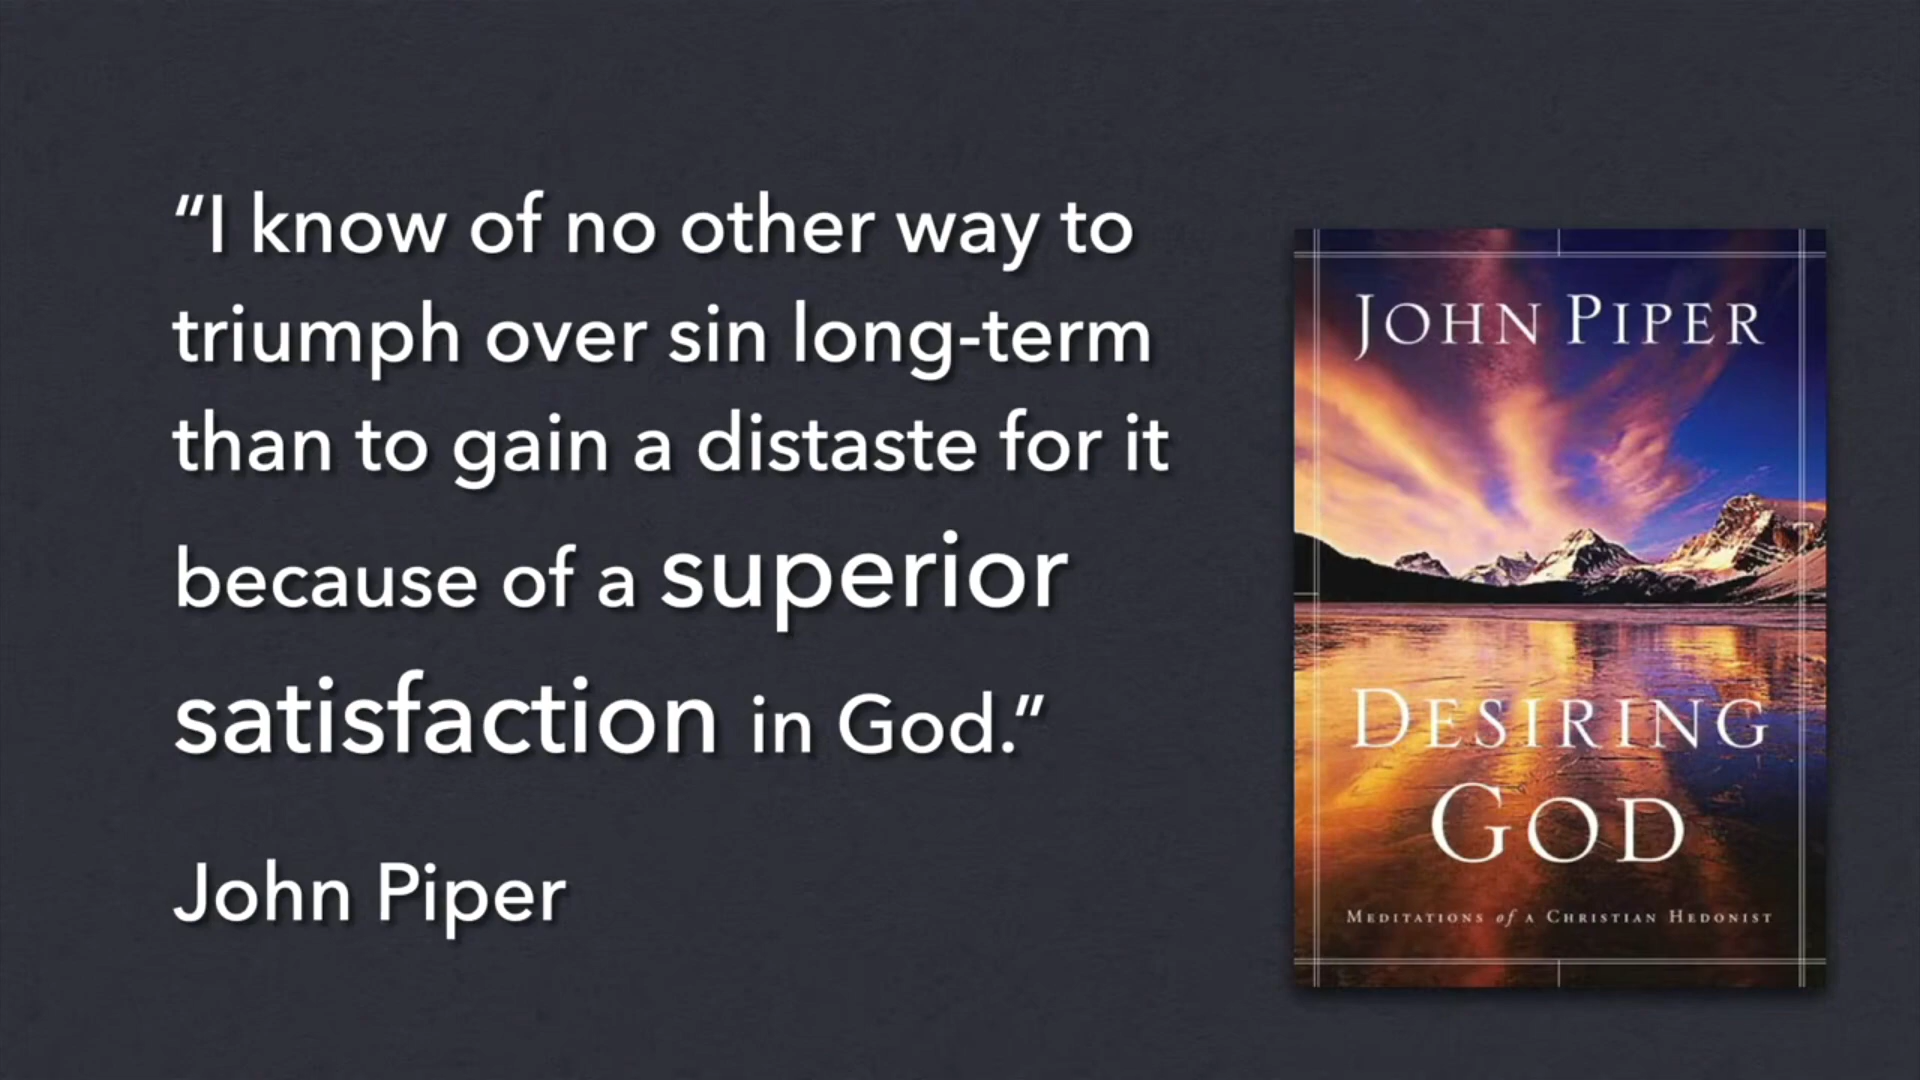 “I know of no other way to
triumph over sin long-term
than to gain a distaste for it
because of a superior
satisfaction in God.”
John Piper
JOHN PIPER
DESIRING
GOD
MEDITATIONS of A CHRISTIAN HEDONIST